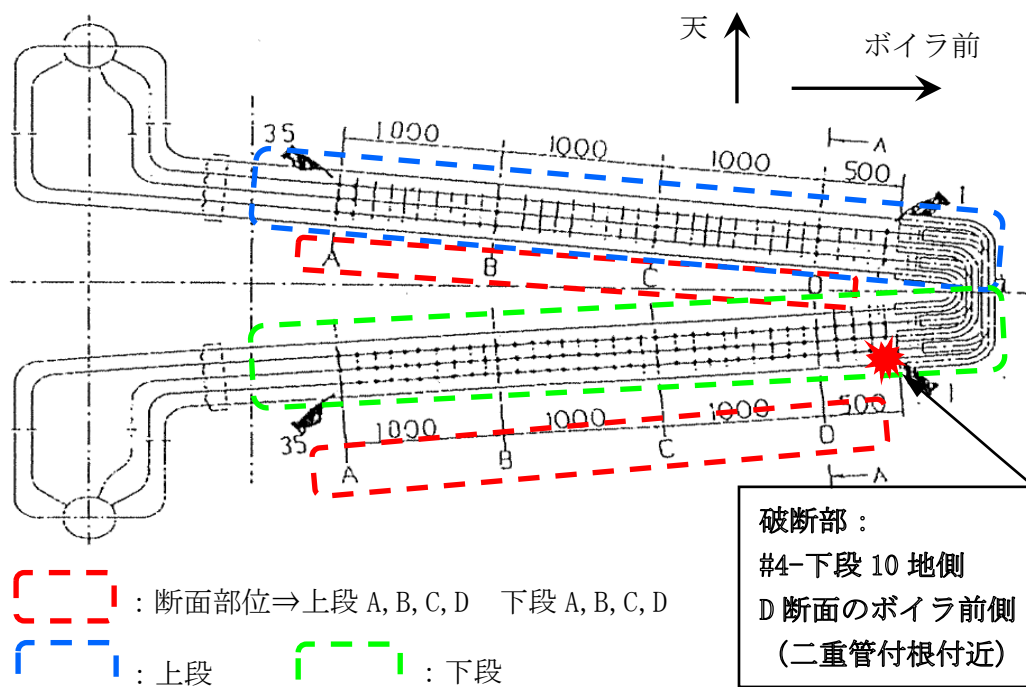 天
ボイラ前
35
1000
1000
1000
500
A
A
B
C
D
1000
1000
1000
500
35
A
B
C
D
A
破断部：
#4-下段 10 地側
D 断面のボイラ前側
（二重管付根付近）
：断面部位⇒上段 A,B,C,D　下段 A,B,C,D
：上段
：下段